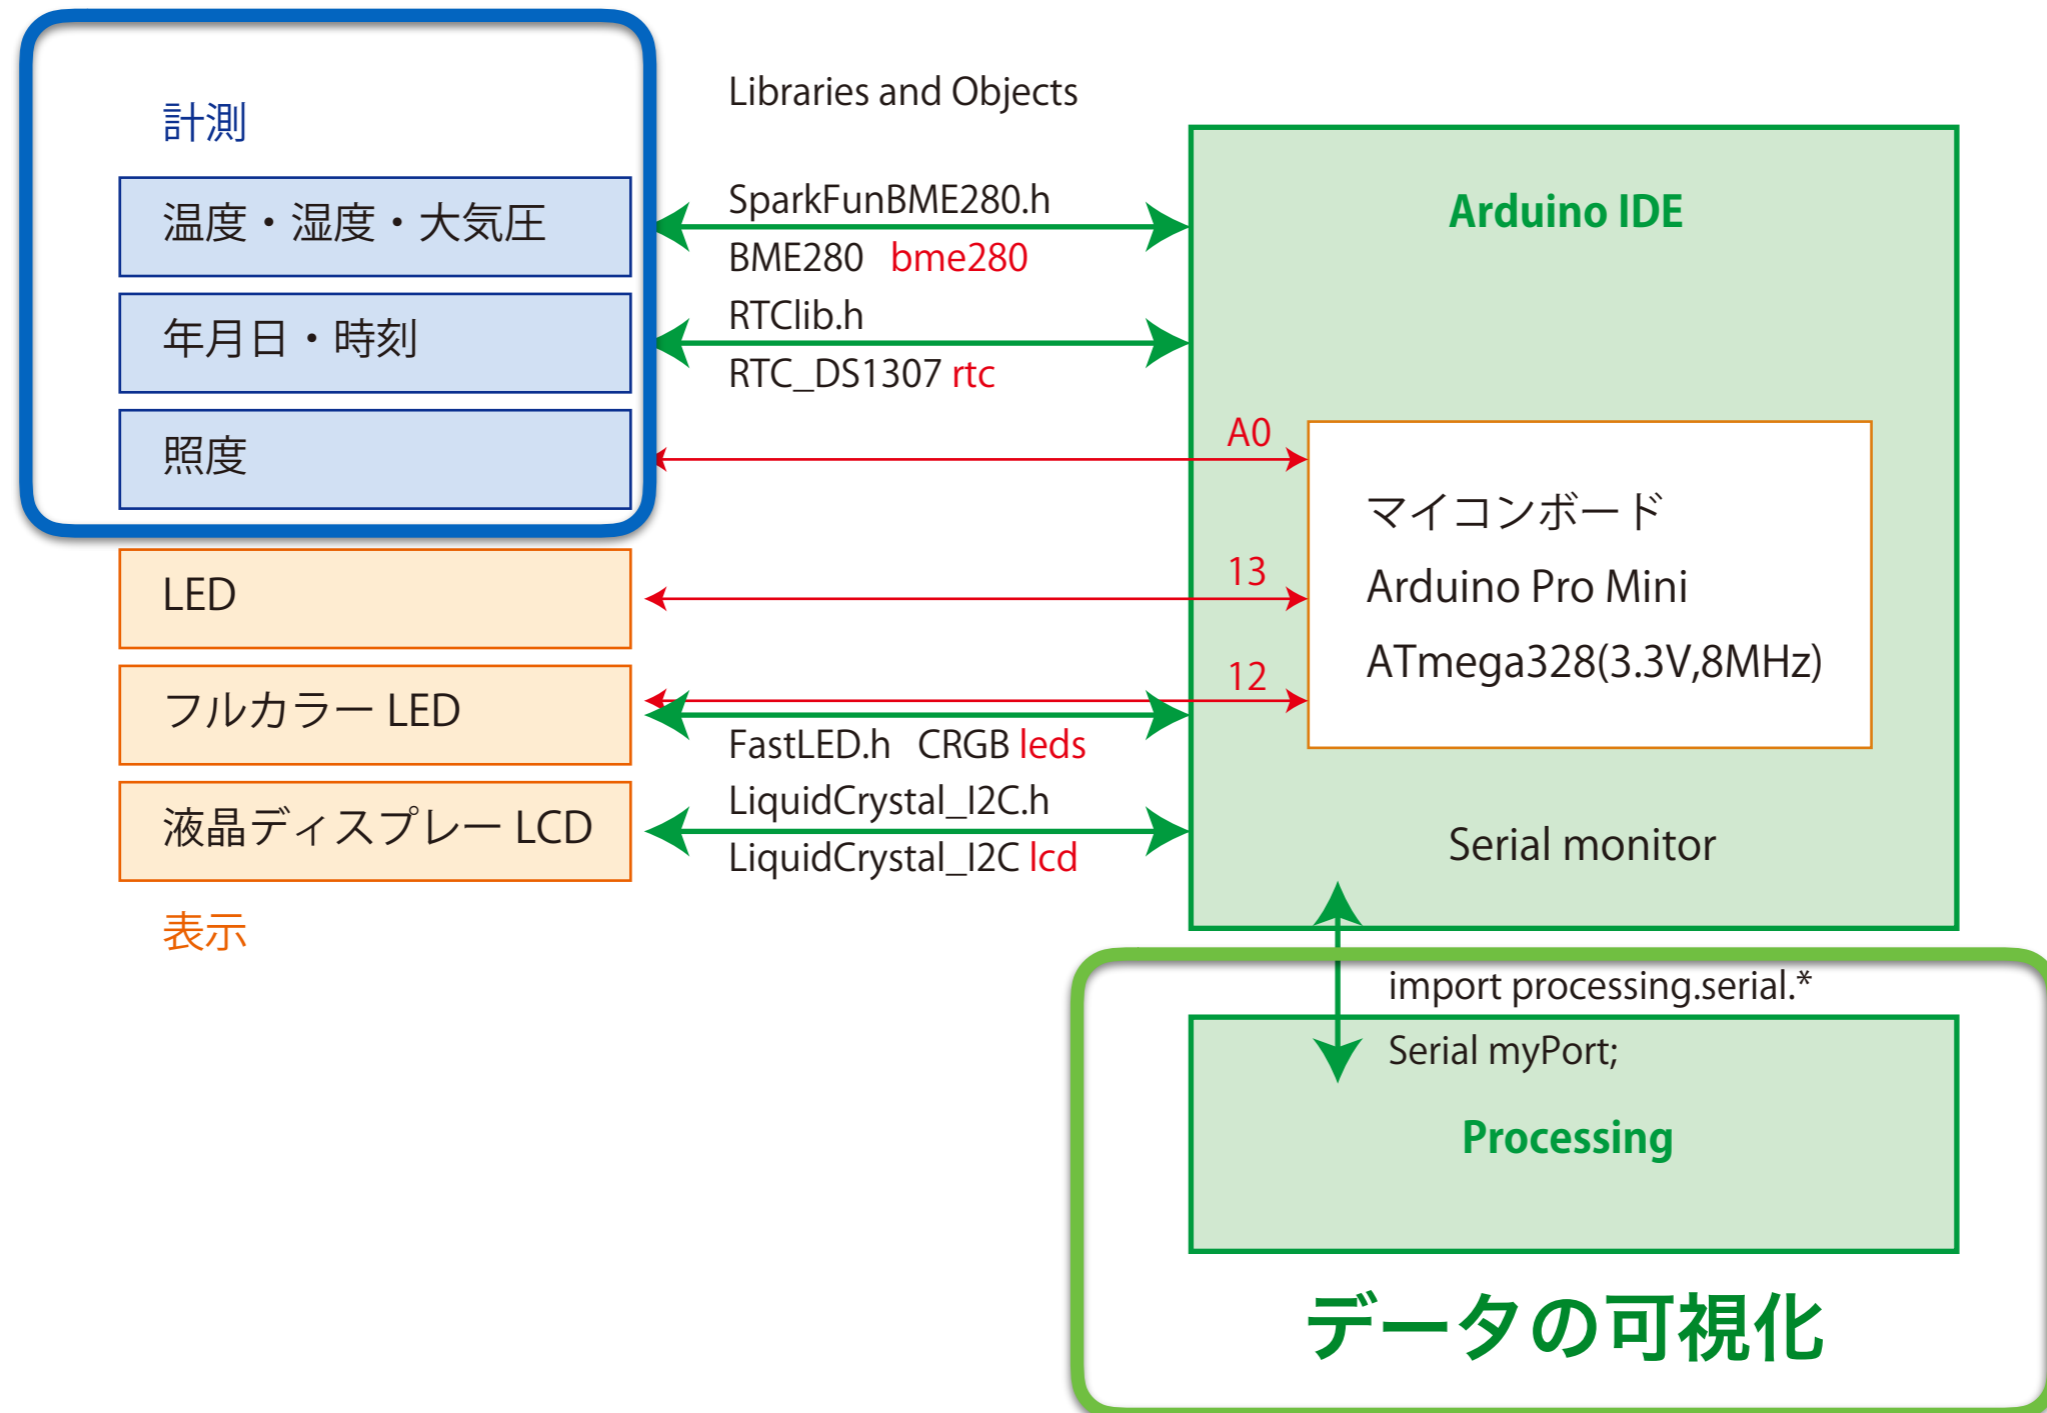 計測
温度・湿度・大気圧
年月日・時刻
照度
LED
フルカラー LED
液晶ディスプレー LCD
表示
Libraries and Objects
SparkFunBME280.h
BME280 bme280
RTClib.h
RTC_DS1307 rtc
FastLED.h CRGB leds
LiquidCrystal_I2C.h
LiquidCrystal_I2C lcd
Arduino IDE
A0
13
12
マイコンボード
Arduino Pro Mini
ATmega328(3.3V,8MHz)
Serial monitor
import processing.serial.*
Serial myPort;
Processing
データの可視化